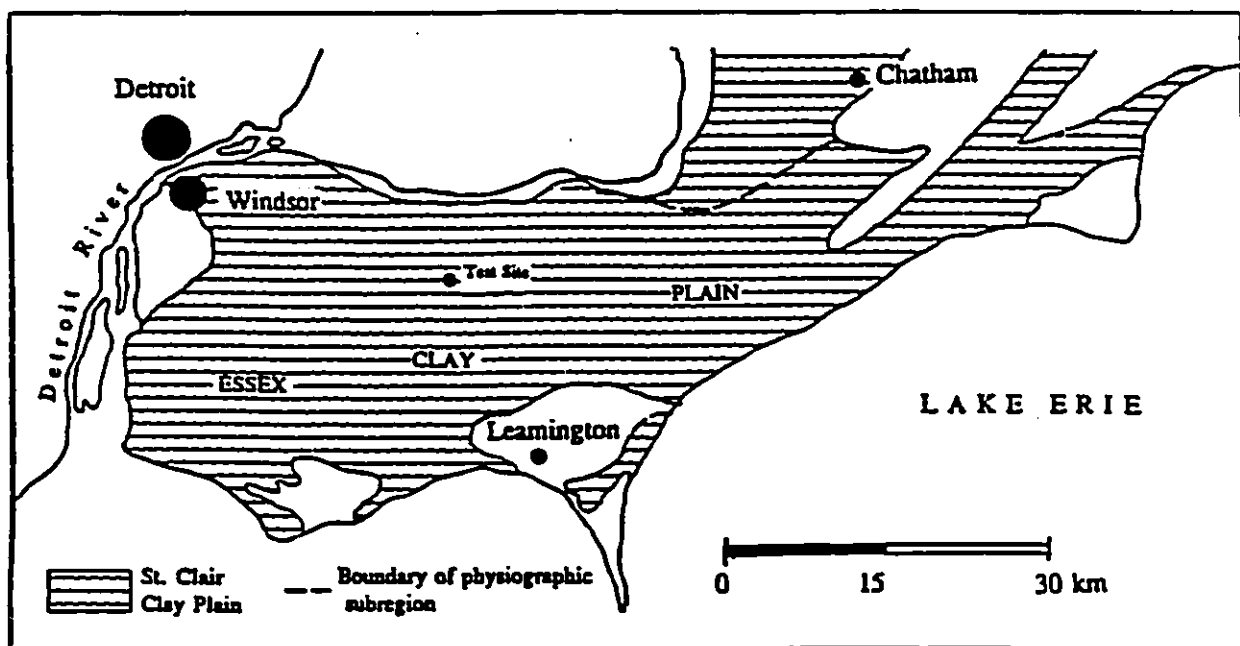 Detroit
Chatham
Windsor
Detroit River
Test Site
PLAIN
CLAY
ESSEX
Leamington
LAKE ERIE
St. Clair
Clay Plain
Boundary of physiographic
subregion
0 15 30 km